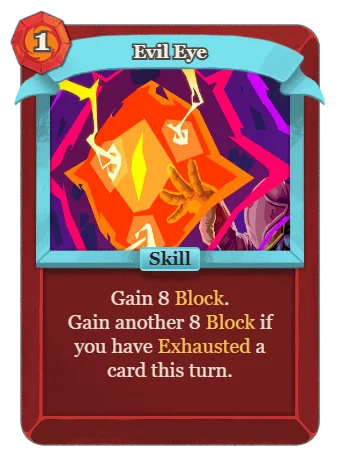 1
Evil Eye
Skill
Gain 8 Block.
Gain another 8 Block if
you have Exhausted a
card this turn.